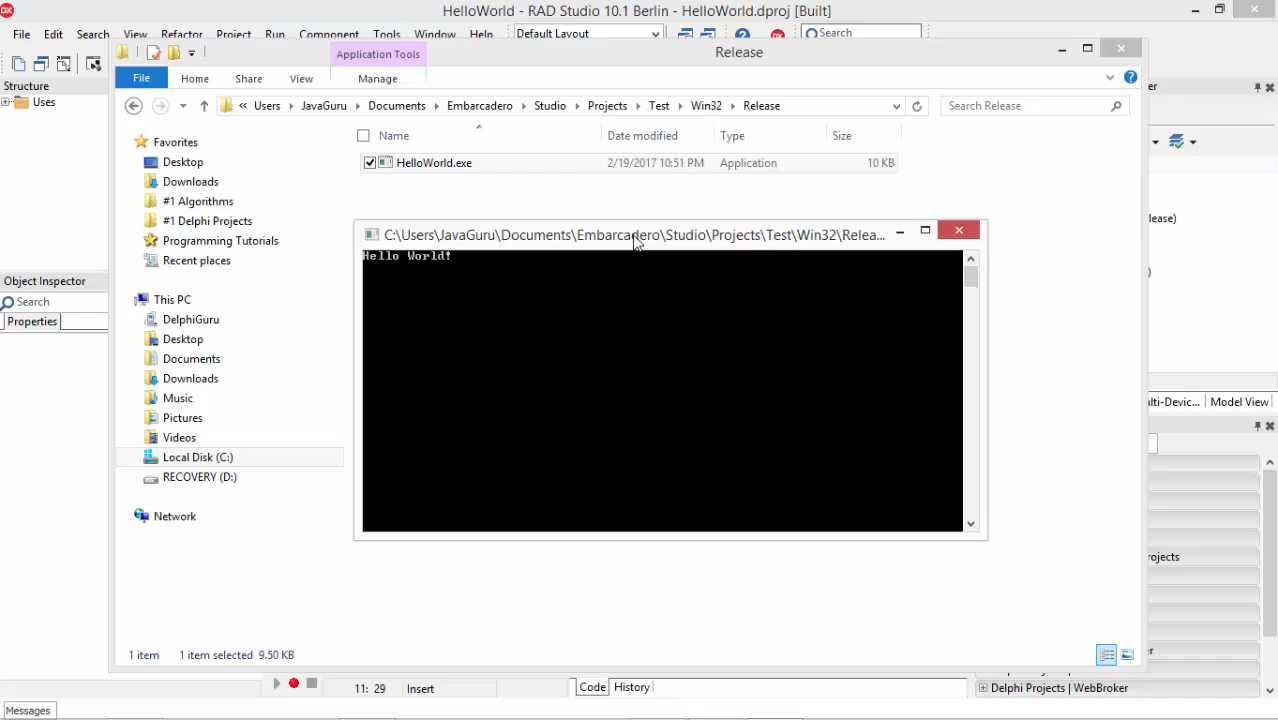 HelloWorld - RAD Studio 10.1 Berlin - HelloWorld.dproj [Built]
File Edit Search View Refactor Project Run Component Tools Window Help Default Layout Search
Application Tools Release
File Home Share View Manage
« Users JavaGuru Documents Embarcadero Studio Projects Test Win32 Release Search Release
Structure
Uses
Name Date modified Type Size
HelloWorld.exe 2/19/2017 10:51 PM Application 10 KB
Favorites
Desktop
Downloads
#1 Algorithms
#1 Delphi Projects
Programming Tutorials
Recent places
This PC
DelphiGuru
Desktop
Documents
Downloads
Music
Pictures
Videos
Local Disk (C:)
RECOVERY (D:)
Network
C:\Users\JavaGuru\Documents\Embarcadero\Studio\Projects\Test\Win32\Relea...
Hello World!
Object Inspector
Search
Properties
er
ease)
)
ulti-Devic... Model View
rojects
r
1 item 1 item selected 9.50 KB
11: 29 Insert Code History
Delphi Projects | WebBroker
Messages